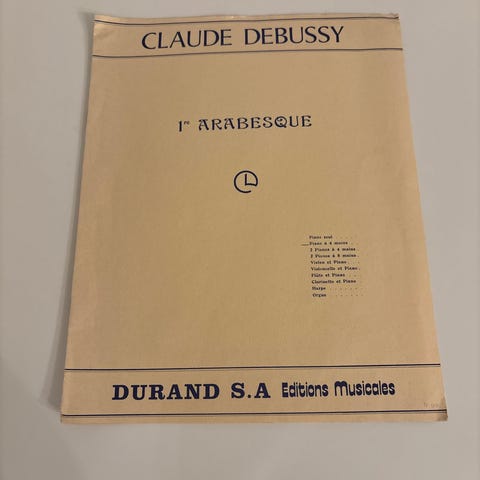 CLAUDE DEBUSSY
1re ARABESQUE
Piano seul . . . .
Piano à 4 mains . .
2 Pianos à 4 mains . .
2 Pianos à 8 mains . .
Violon et Piano . . .
Violoncelle et Piano .
Flûte et Piano . . .
Clarinette et Piano .
Harpe . . . . . .
Orgue . . . . . .
DURAND S.A Editions Musicales